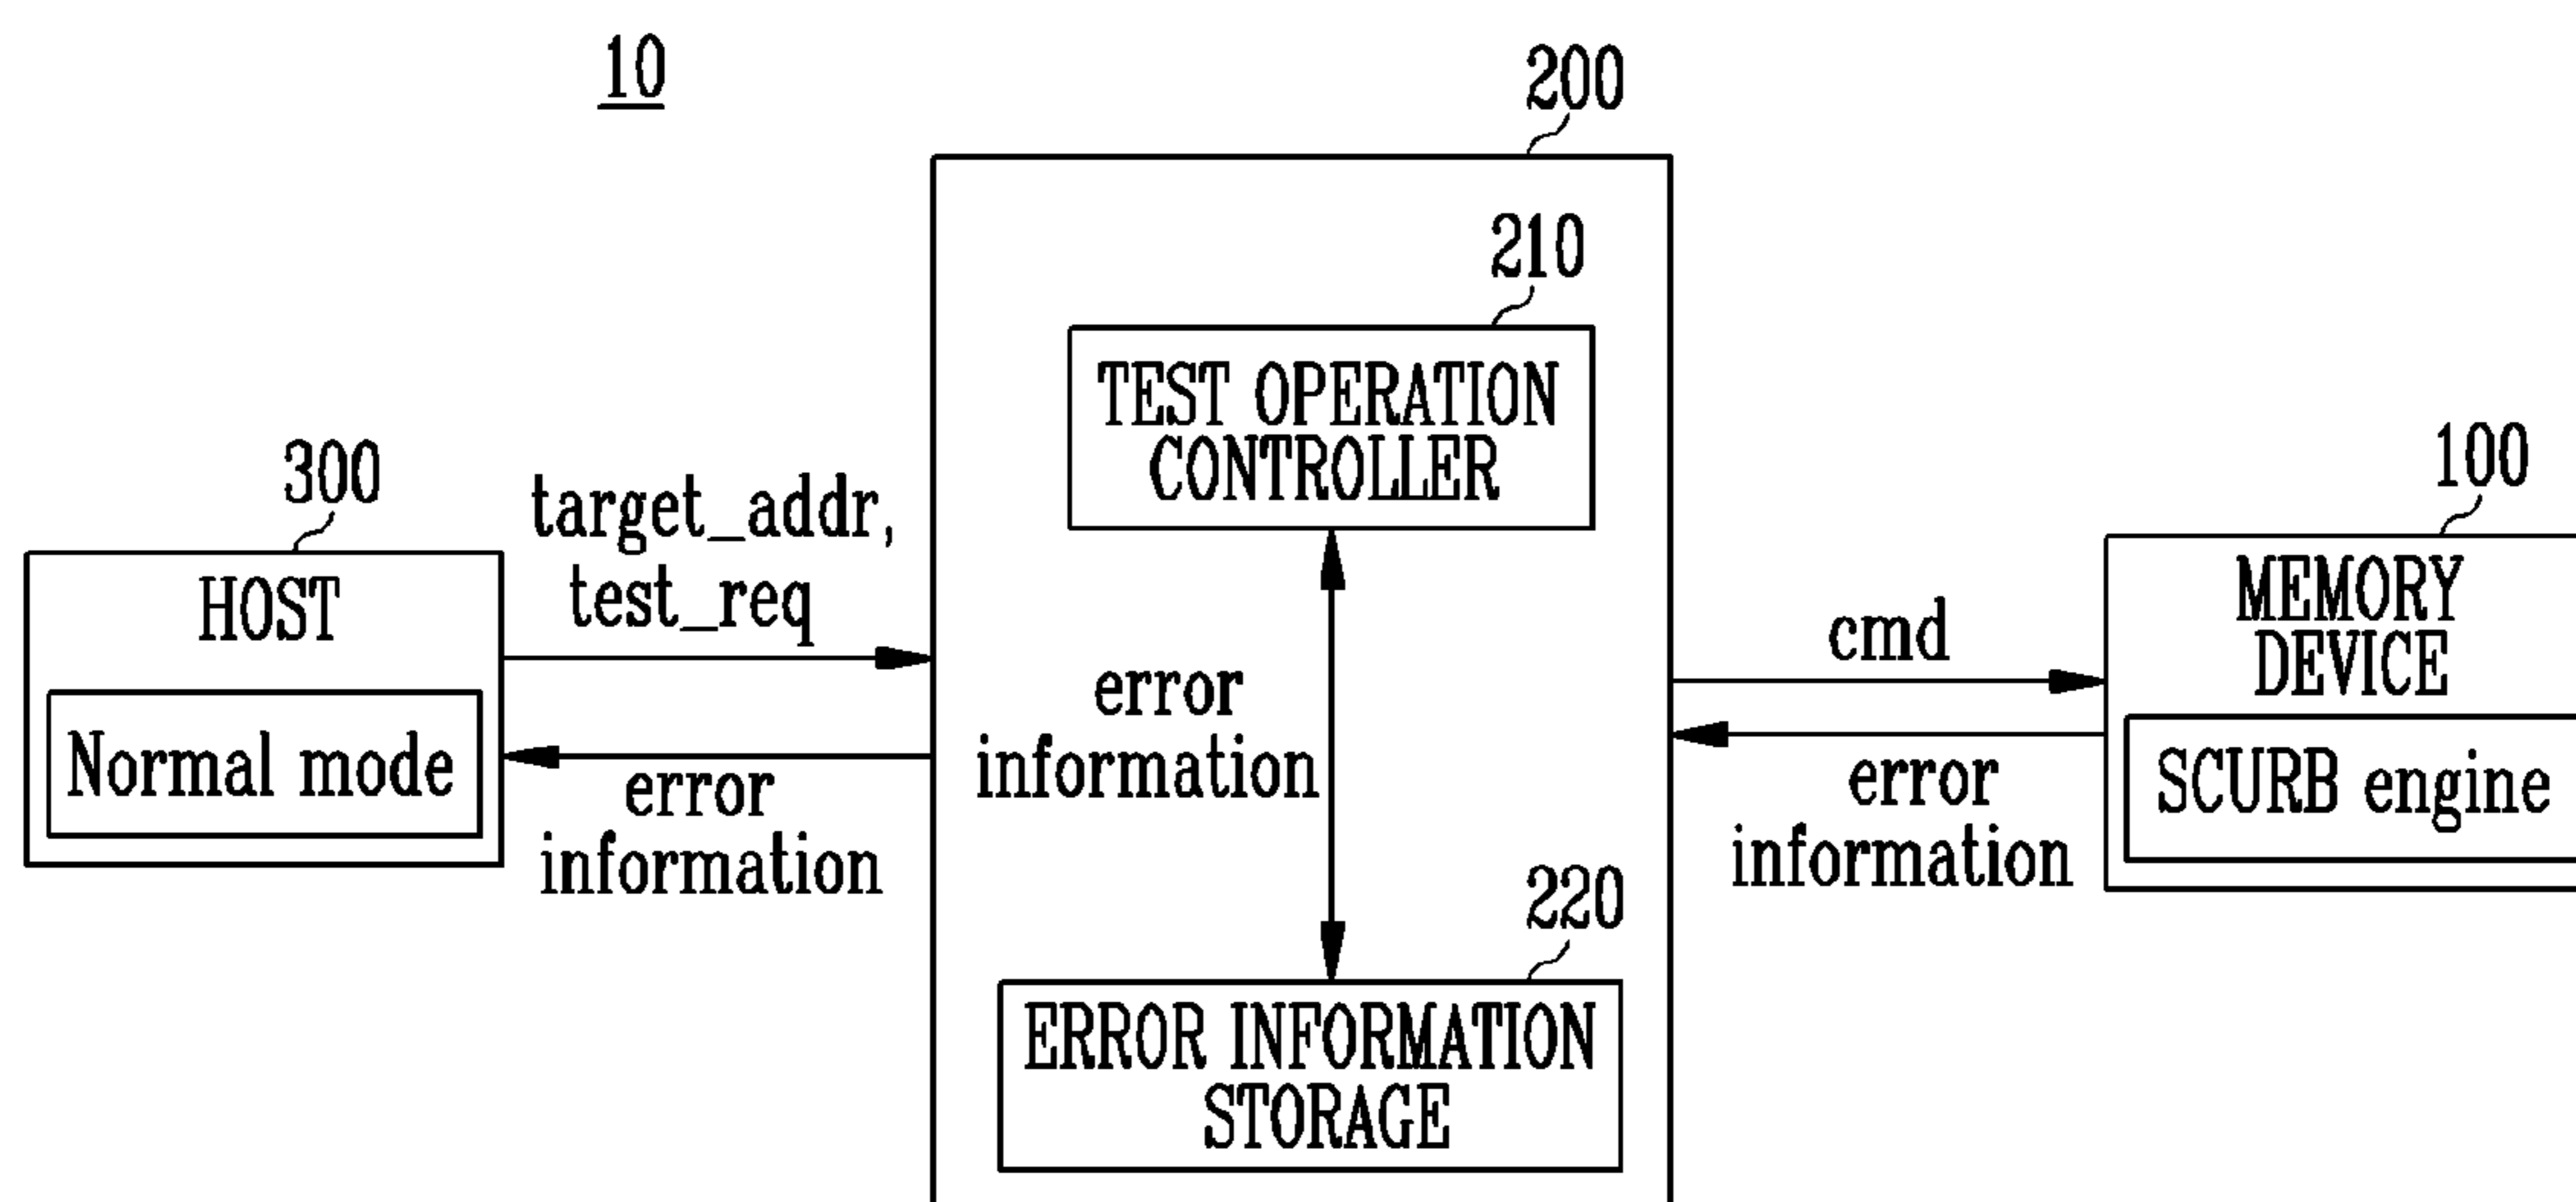 10
200
210
TEST OPERATION
CONTROLLER
300
target_addr,
test_req
100
HOST
MEMORY
DEVICE
cmd
error
information
Normal mode
error
information
error
information
SCURB engine
220
ERROR INFORMATION
STORAGE